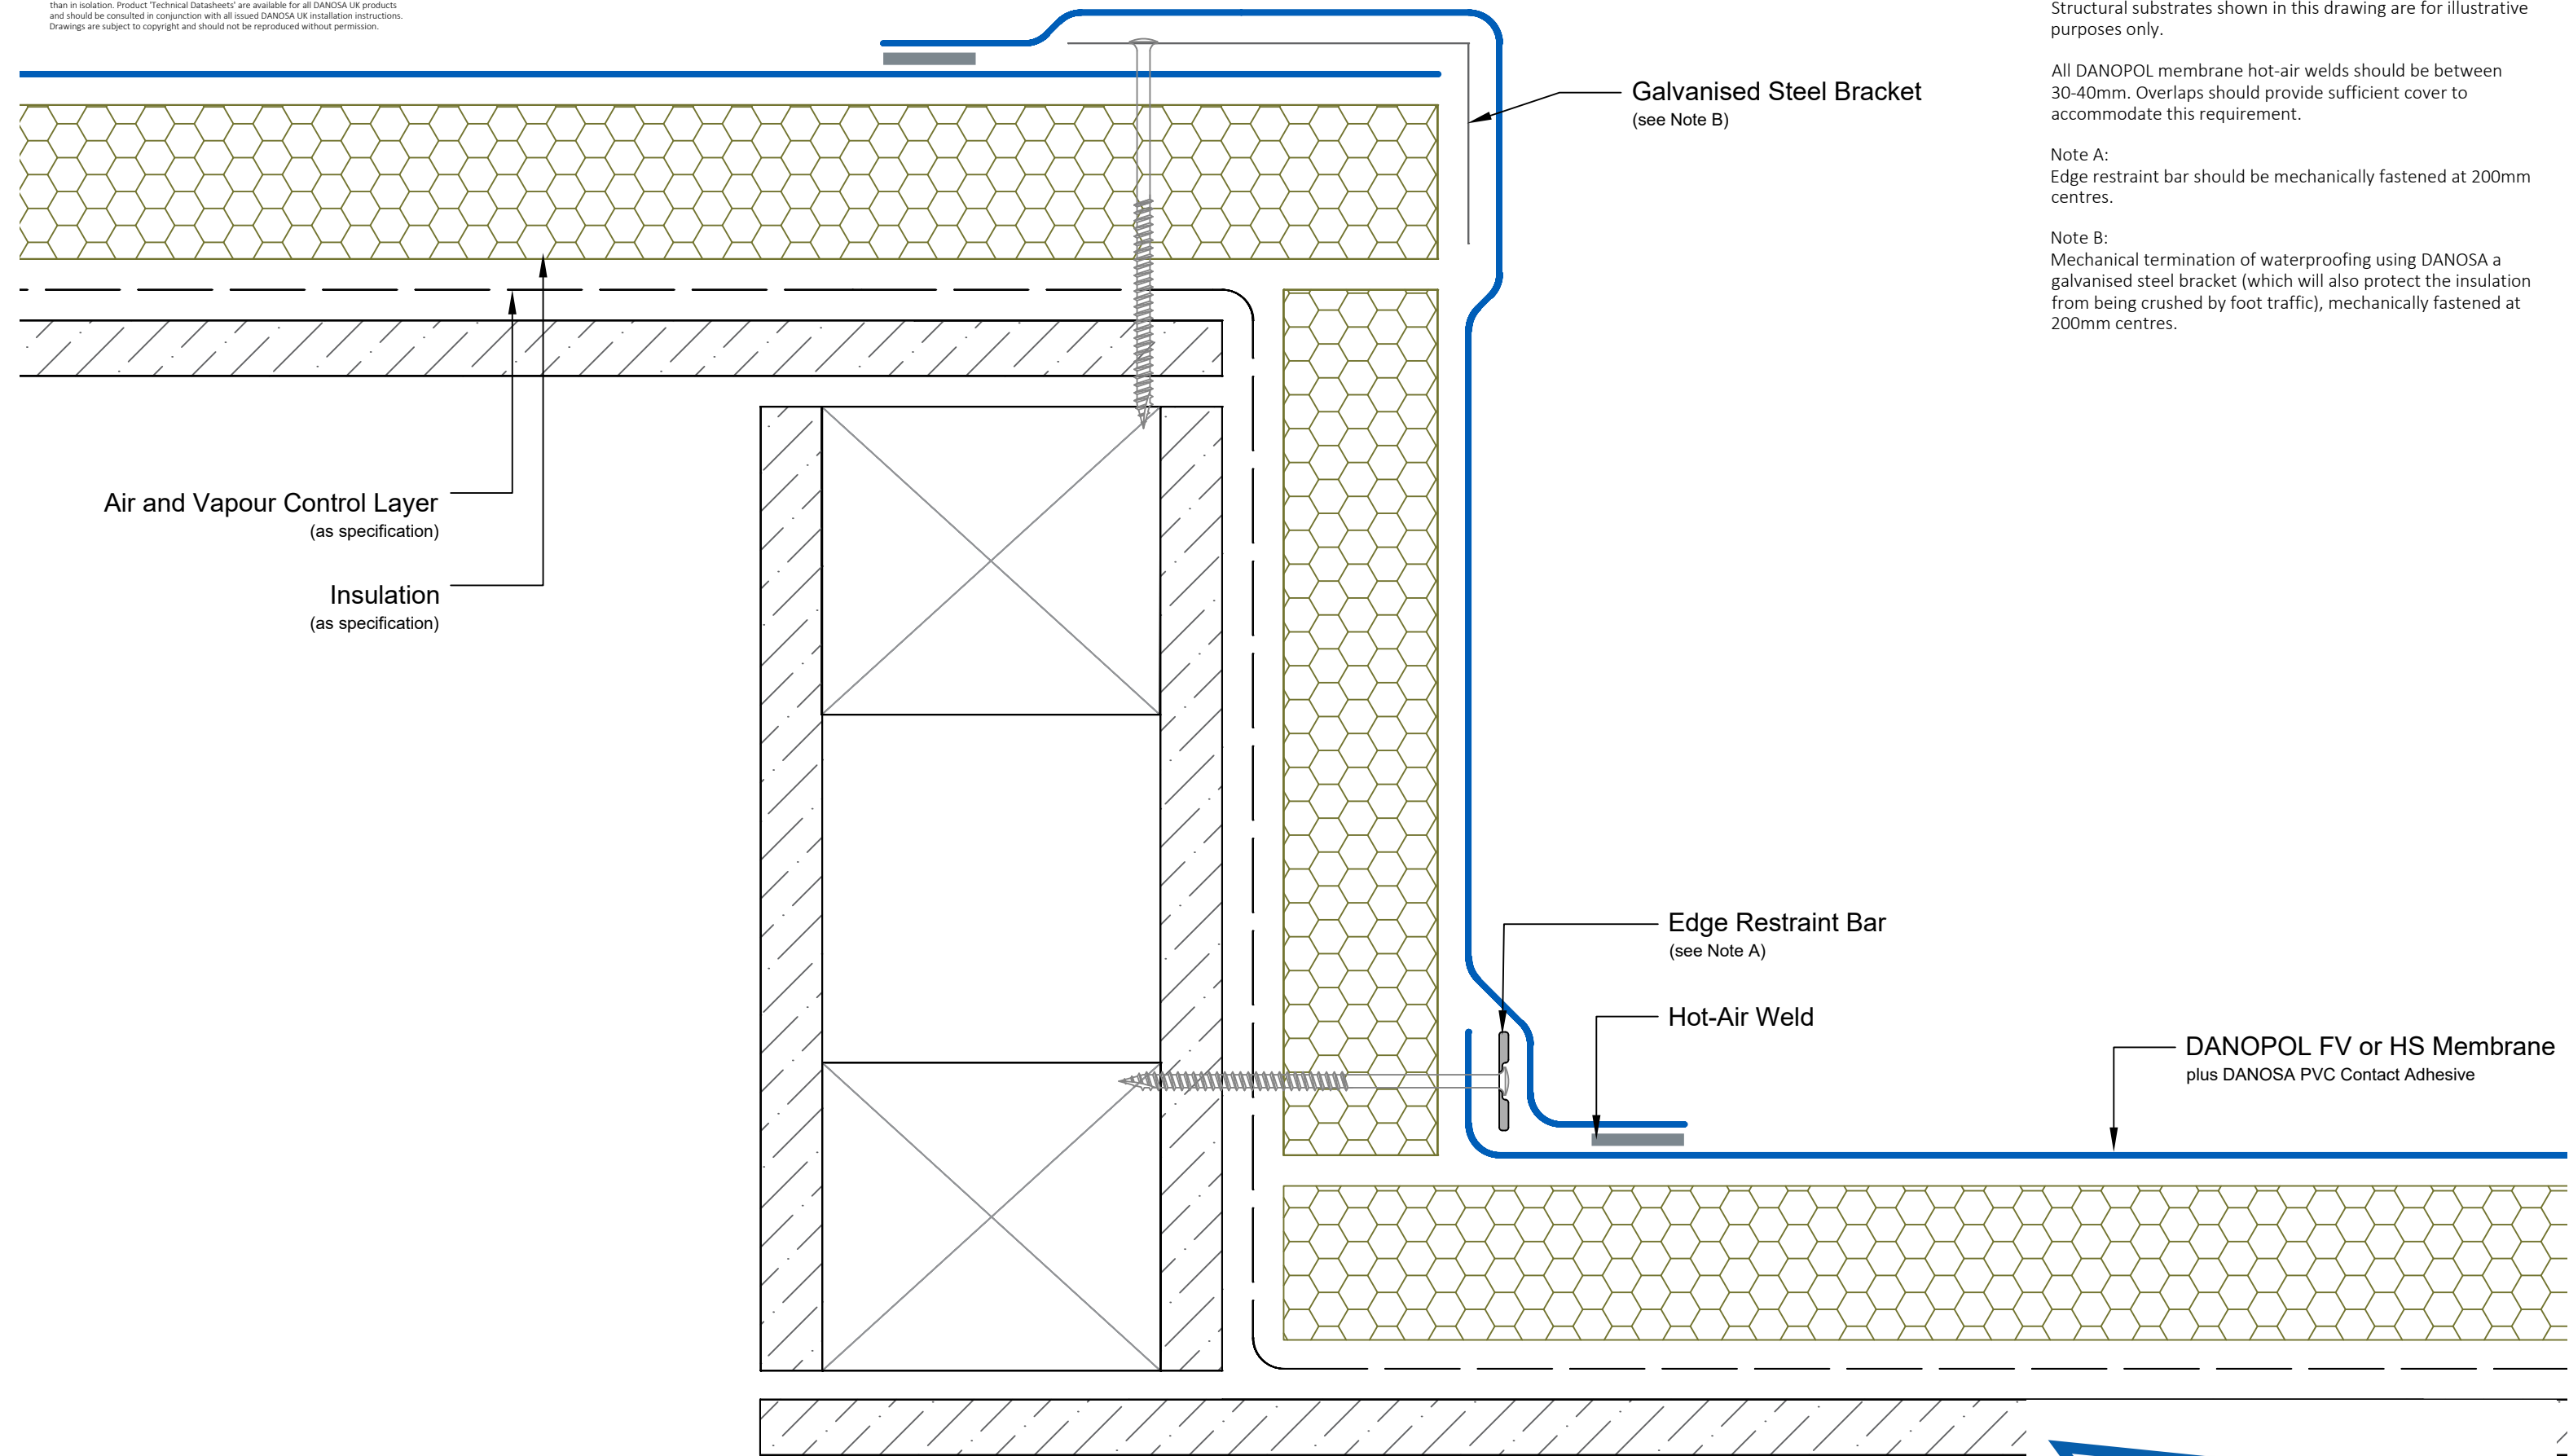 than in isolation. Product 'Technical Datasheets' are available for all DANOSA UK products
and should be consulted in conjunction with all issued DANOSA UK installation instructions.
Drawings are subject to copyright and should not be reproduced without permission.
Structural substrates shown in this drawing are for illustrative
purposes only.
All DANOPOL membrane hot-air welds should be between
30-40mm. Overlaps should provide sufficient cover to
accommodate this requirement.
Note A:
Edge restraint bar should be mechanically fastened at 200mm
centres.
Note B:
Mechanical termination of waterproofing using DANOSA a
galvanised steel bracket (which will also protect the insulation
from being crushed by foot traffic), mechanically fastened at
200mm centres.
Galvanised Steel Bracket
(see Note B)
Air and Vapour Control Layer
(as specification)
Insulation
(as specification)
Edge Restraint Bar
(see Note A)
Hot-Air Weld
DANOPOL FV or HS Membrane
plus DANOSA PVC Contact Adhesive